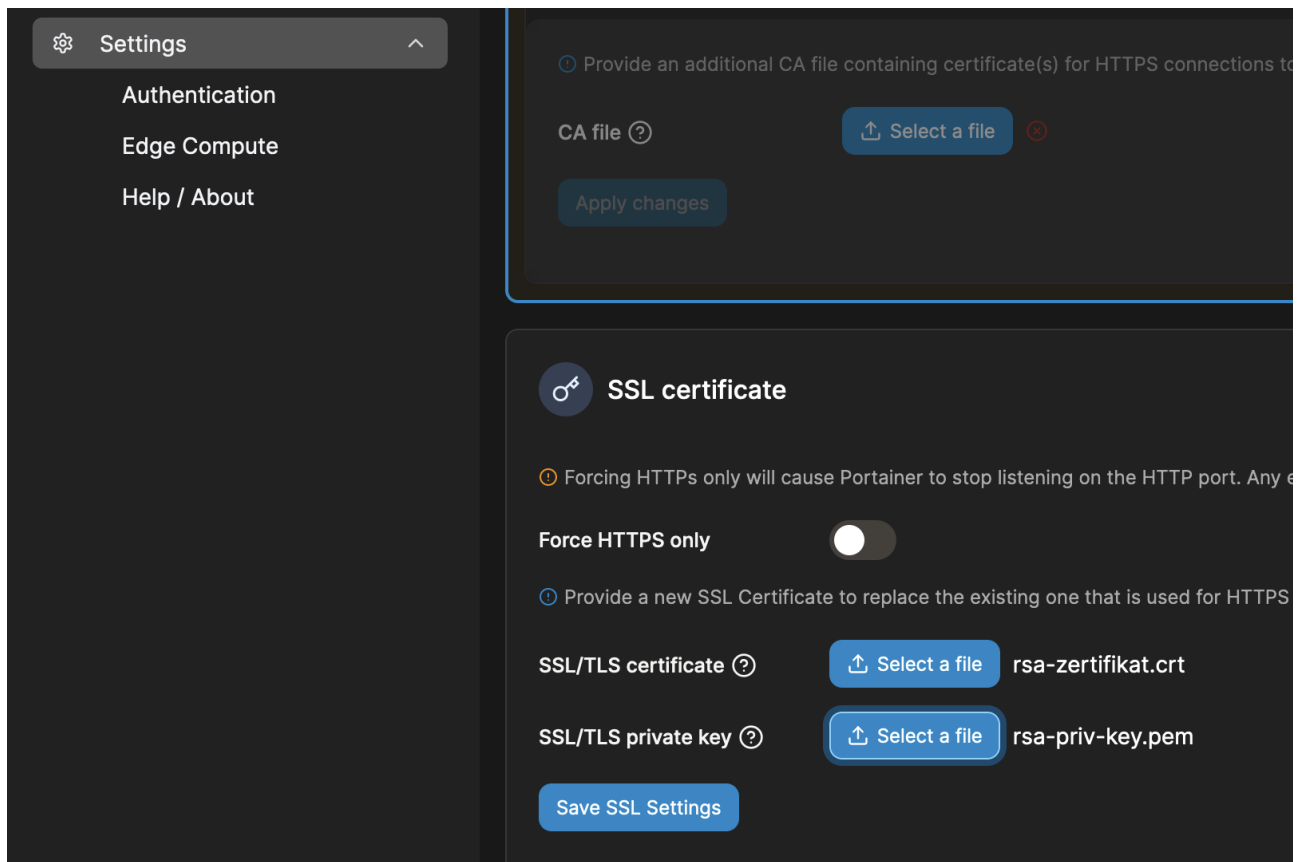 Settings
Authentication
Edge Compute
Help / About
Provide an additional CA file containing certificate(s) for HTTPS connections to
CA file
Select a file
Apply changes
SSL certificate
Forcing HTTPs only will cause Portainer to stop listening on the HTTP port. Any
Force HTTPS only
Provide a new SSL Certificate to replace the existing one that is used for HTTPS
SSL/TLS certificate
Select a file
rsa-zertifikat.crt
SSL/TLS private key
Select a file
rsa-priv-key.pem
Save SSL Settings